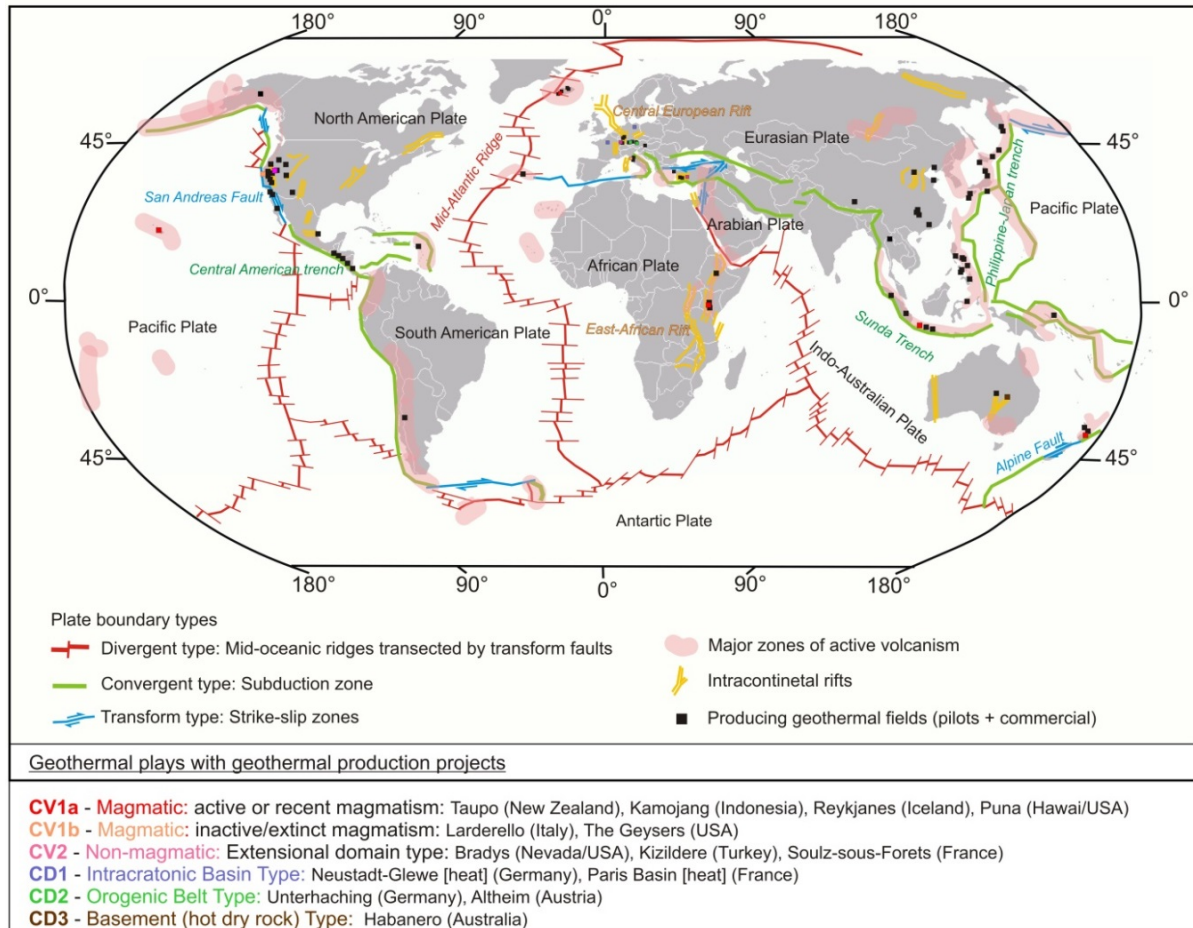 180°
90°
0°
90°
180°
Central European Rift
North American Plate
Eurasian Plate
45°
45°
Mid-Atlantic Ridge
San Andreas Fault
Philippine-Japan trench
Pacific Plate
Arabian Plate
Central American trench
African Plate
0°
0°
Pacific Plate
South American Plate
East-African Rift
Sunda Trench
Indo-Australian Plate
Alpine Fault
45°
45°
Antartic Plate
180°
90°
0°
90°
180°
Plate boundary types
Divergent type: Mid-oceanic ridges transected by transform faults
Convergent type: Subduction zone
Transform type: Strike-slip zones
Major zones of active volcanism
Intracontinetal rifts
Producing geothermal fields (pilots + commercial)
Geothermal plays with geothermal production projects
CV1a - Magmatic: active or recent magmatism: Taupo (New Zealand), Kamojang (Indonesia), Reykjanes (Iceland), Puna (Hawai/USA)
CV1b - Magmatic: inactive/extinct magmatism: Larderello (Italy), The Geysers (USA)
CV2 - Non-magmatic: Extensional domain type: Bradys (Nevada/USA), Kizildere (Turkey), Soulz-sous-Forets (France)
CD1 - Intracratonic Basin Type: Neustadt-Glewe [heat] (Germany), Paris Basin [heat] (France)
CD2 - Orogenic Belt Type: Unterhaching (Germany), Altheim (Austria)
CD3 - Basement (hot dry rock) Type: Habanero (Australia)